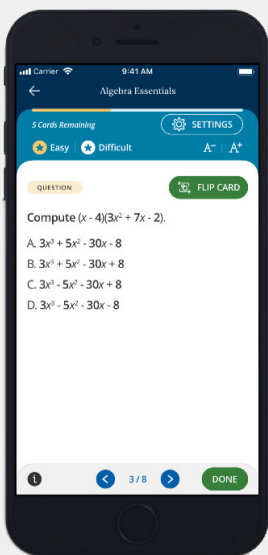 Carrier 9:41 AM
Algebra Essentials
5 Cards Remaining
SETTINGS
Easy Difficult A- A+
QUESTION
FLIP CARD
Compute (x - 4)(3x² + 7x - 2).
A. 3x³ + 5x² - 30x - 8
B. 3x³ + 5x² - 30x + 8
C. 3x³ - 5x² - 30x + 8
D. 3x³ - 5x² - 30x - 8
i 3/8 DONE